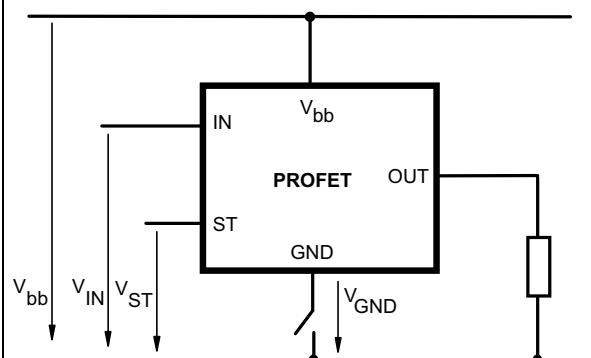 Vbb
IN
PROFET
OUT
ST
GND
Vbb
VIN
VST
VGND